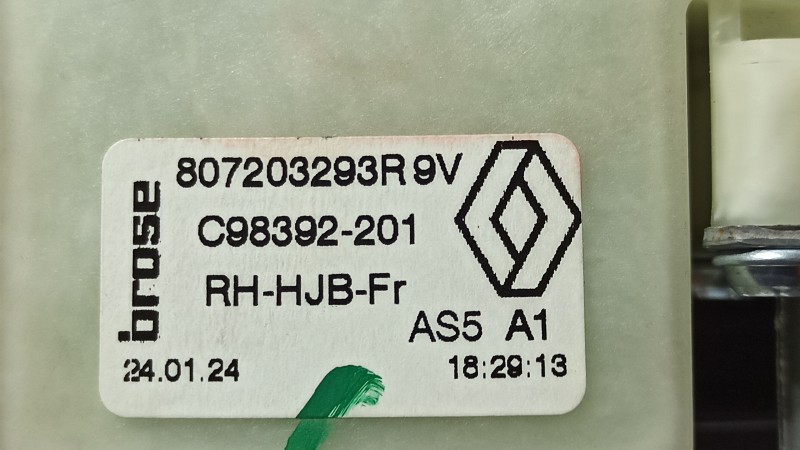 brose
807203293R 9V
C98392-201
RH-HJB-Fr
AS5 A1
24.01.24
18:29:13